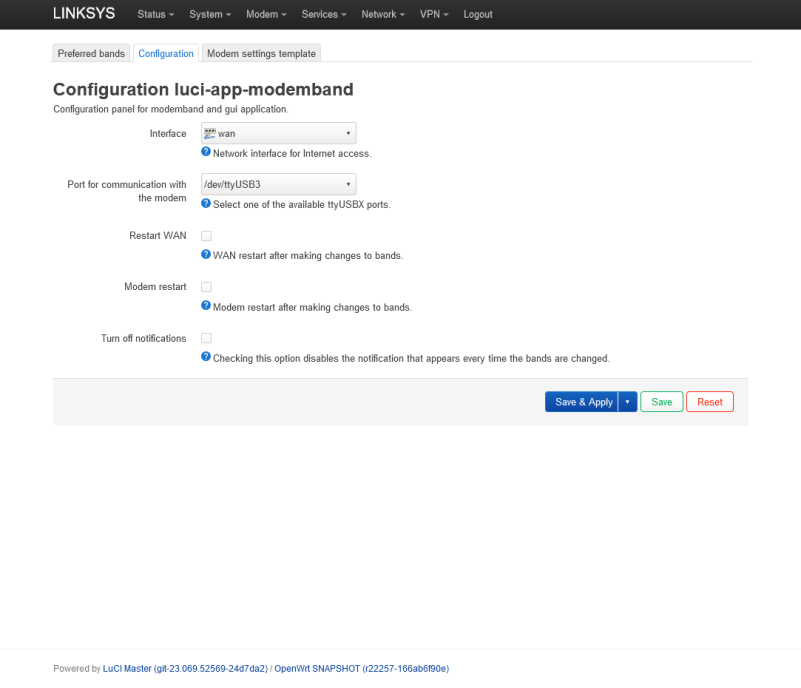 LINKSYS Status System Modem Services Network VPN Logout
Preferred bands Configuration Modem settings template
Configuration luci-app-modemband
Configuration panel for modemband and gui application.
Interface wan
Network interface for Internet access.
Port for communication with the modem /dev/ttyUSB3
Select one of the available ttyUSBX ports.
Restart WAN
WAN restart after making changes to bands.
Modem restart
Modem restart after making changes to bands.
Turn off notifications
Checking this option disables the notification that appears every time the bands are changed.
Save & Apply Save Reset
Powered by LuCI Master (git-23.069.52569-24d7da2) / OpenWrt SNAPSHOT (r22257-166ab6f90e)